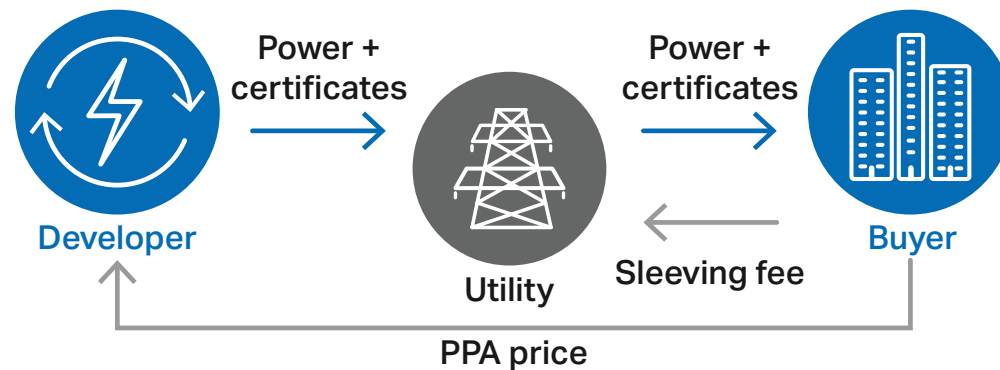 Power +
certificates
Power +
certificates
Developer
Buyer
Sleeving fee
Utility
PPA price